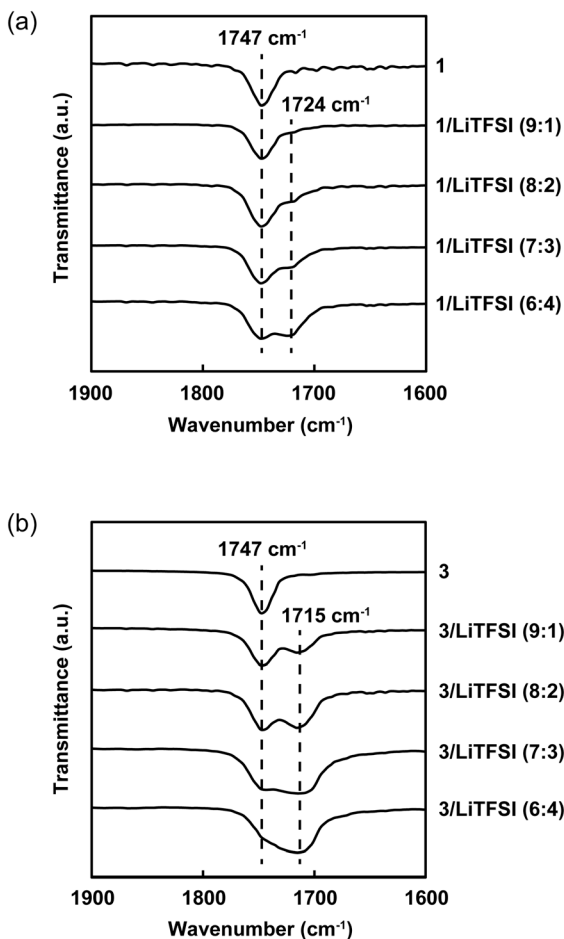 (a)
1747 cm⁻¹
1
1724 cm⁻¹
1/LiTFSI (9:1)
1/LiTFSI (8:2)
1/LiTFSI (7:3)
1/LiTFSI (6:4)
Transmittance (a.u.)
1900 1800 1700 1600
Wavenumber (cm⁻¹)
(b)
1747 cm⁻¹
3
1715 cm⁻¹
3/LiTFSI (9:1)
3/LiTFSI (8:2)
3/LiTFSI (7:3)
3/LiTFSI (6:4)
Transmittance (a.u.)
1900 1800 1700 1600
Wavenumber (cm⁻¹)